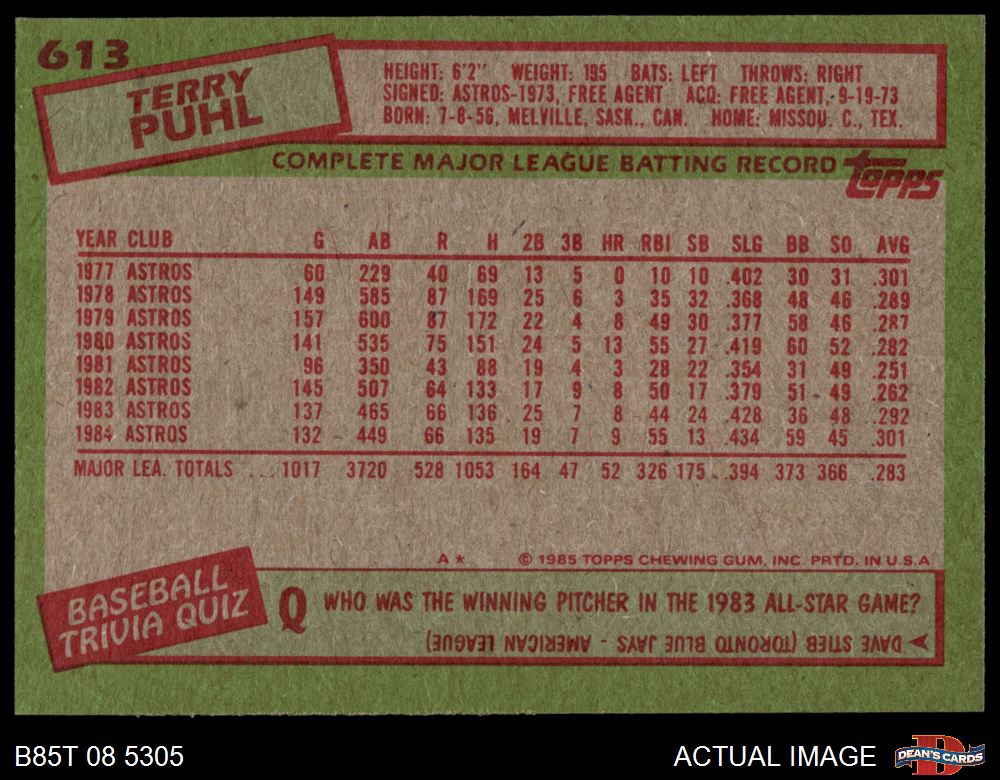 613
TERRY
PUHL
HEIGHT: 6'2" WEIGHT: 195 BATS: LEFT THROWS: RIGHT
SIGNED: ASTROS-1973, FREE AGENT ACQ: FREE AGENT, 9-19-73
BORN: 7-8-56, MELVILLE, SASK., CAN. HOME: MISSOU. C., TEX.
COMPLETE MAJOR LEAGUE BATTING RECORD
TOPPS
YEAR CLUB G AB R H 2B 3B HR RBI SB SLG BB SO AVG
1977 ASTROS 60 229 40 69 13 5 0 10 10 .402 30 31 .301
1978 ASTROS 149 585 87 169 25 6 3 35 32 .368 48 46 .289
1979 ASTROS 157 600 87 172 22 4 8 49 30 .377 58 46 .287
1980 ASTROS 141 535 75 151 24 5 13 55 27 .419 60 52 .282
1981 ASTROS 96 350 43 88 19 4 3 28 22 .354 31 49 .251
1982 ASTROS 145 507 64 133 17 9 8 50 17 .379 51 49 .262
1983 ASTROS 137 465 66 136 25 7 8 44 24 .428 36 48 .292
1984 ASTROS 132 449 66 135 19 7 9 55 13 .434 59 45 .301
MAJOR LEA. TOTALS ...1017 3720 528 1053 164 47 52 326 175 .394 373 366 .283
A* © 1985 TOPPS CHEWING GUM, INC. PRTD. IN U.S.A
BASEBALL
TRIVIA QUIZ
Q WHO WAS THE WINNING PITCHER IN THE 1983 ALL-STAR GAME?
DAVE STIEB (TORONTO BLUE JAYS - AMERICAN LEAGUE)
B85T 08 5305
ACTUAL IMAGE
D
DEAN'S CARDS